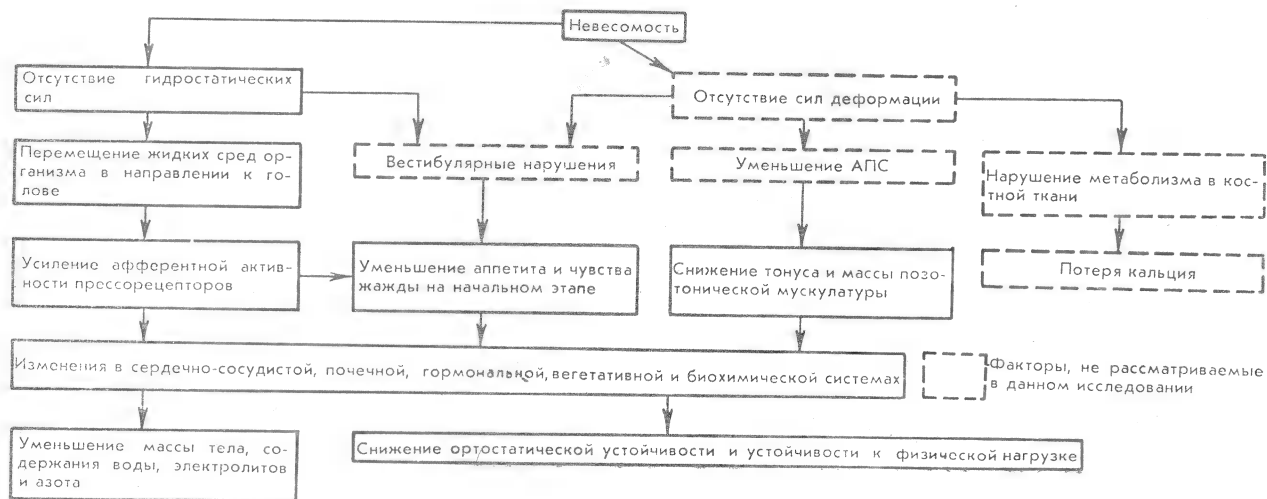 Невесомость
Отсутствие гидростатических
сил
Отсутствие сил деформации
Перемещение жидких сред ор-
ганизма в направлении к го-
лове
Вестибулярные нарушения
Уменьшение АПС
Нарушение метаболизма в кос-
тной ткани
Усиление афферентной актив-
ности прессорецепторов
Уменьшение аппетита и чувства
жажды на начальном этапе
Снижение тонуса и массы позо-
тонической мускулатуры
Потеря кальция
Изменения в сердечно-сосудистой, почечной, гормональной, вегетативной и биохимической системах
Факторы, не рассматриваемые
в данном исследовании
Уменьшение массы тела, со-
держания воды, электролитов
и азота
Снижение ортостатической устойчивости и устойчивости к физической нагрузке